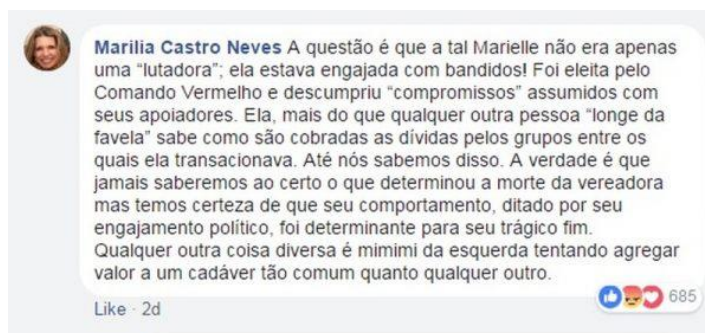 Marilia Castro Neves A questão é que a tal Marielle não era apenas
uma “lutadora”; ela estava engajada com bandidos! Foi eleita pelo
Comando Vermelho e descumpriu “compromissos” assumidos com
seus apoiadores. Ela, mais do que qualquer outra pessoa “longe da
favela” sabe como são cobradas as dívidas pelos grupos entre os
quais ela transacionava. Até nós sabemos disso. A verdade é que
jamais saberemos ao certo o que determinou a morte da vereadora
mas temos certeza de que seu comportamento, ditado por seu
engajamento político, foi determinante para seu trágico fim.
Qualquer outra coisa diversa é mimimi da esquerda tentando agregar
valor a um cadáver tão comum quanto qualquer outro.
685
Like · 2d